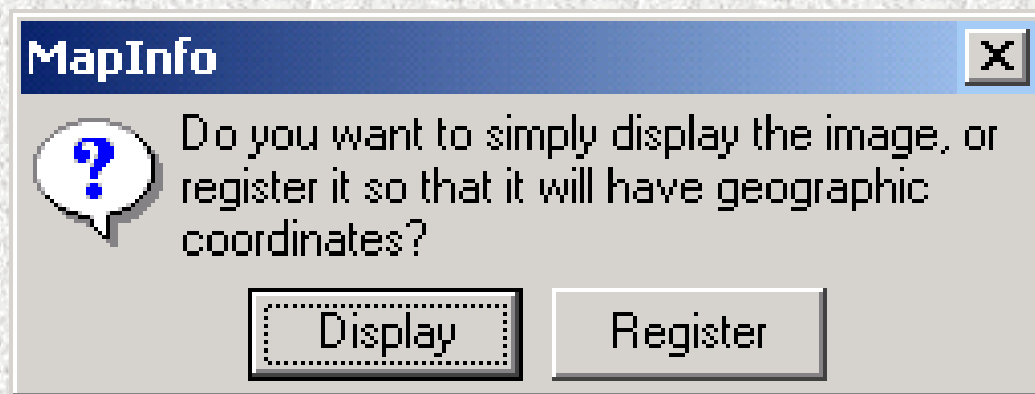 MapInfo
Do you want to simply display the image, or
register it so that it will have geographic
coordinates?
Display
Register